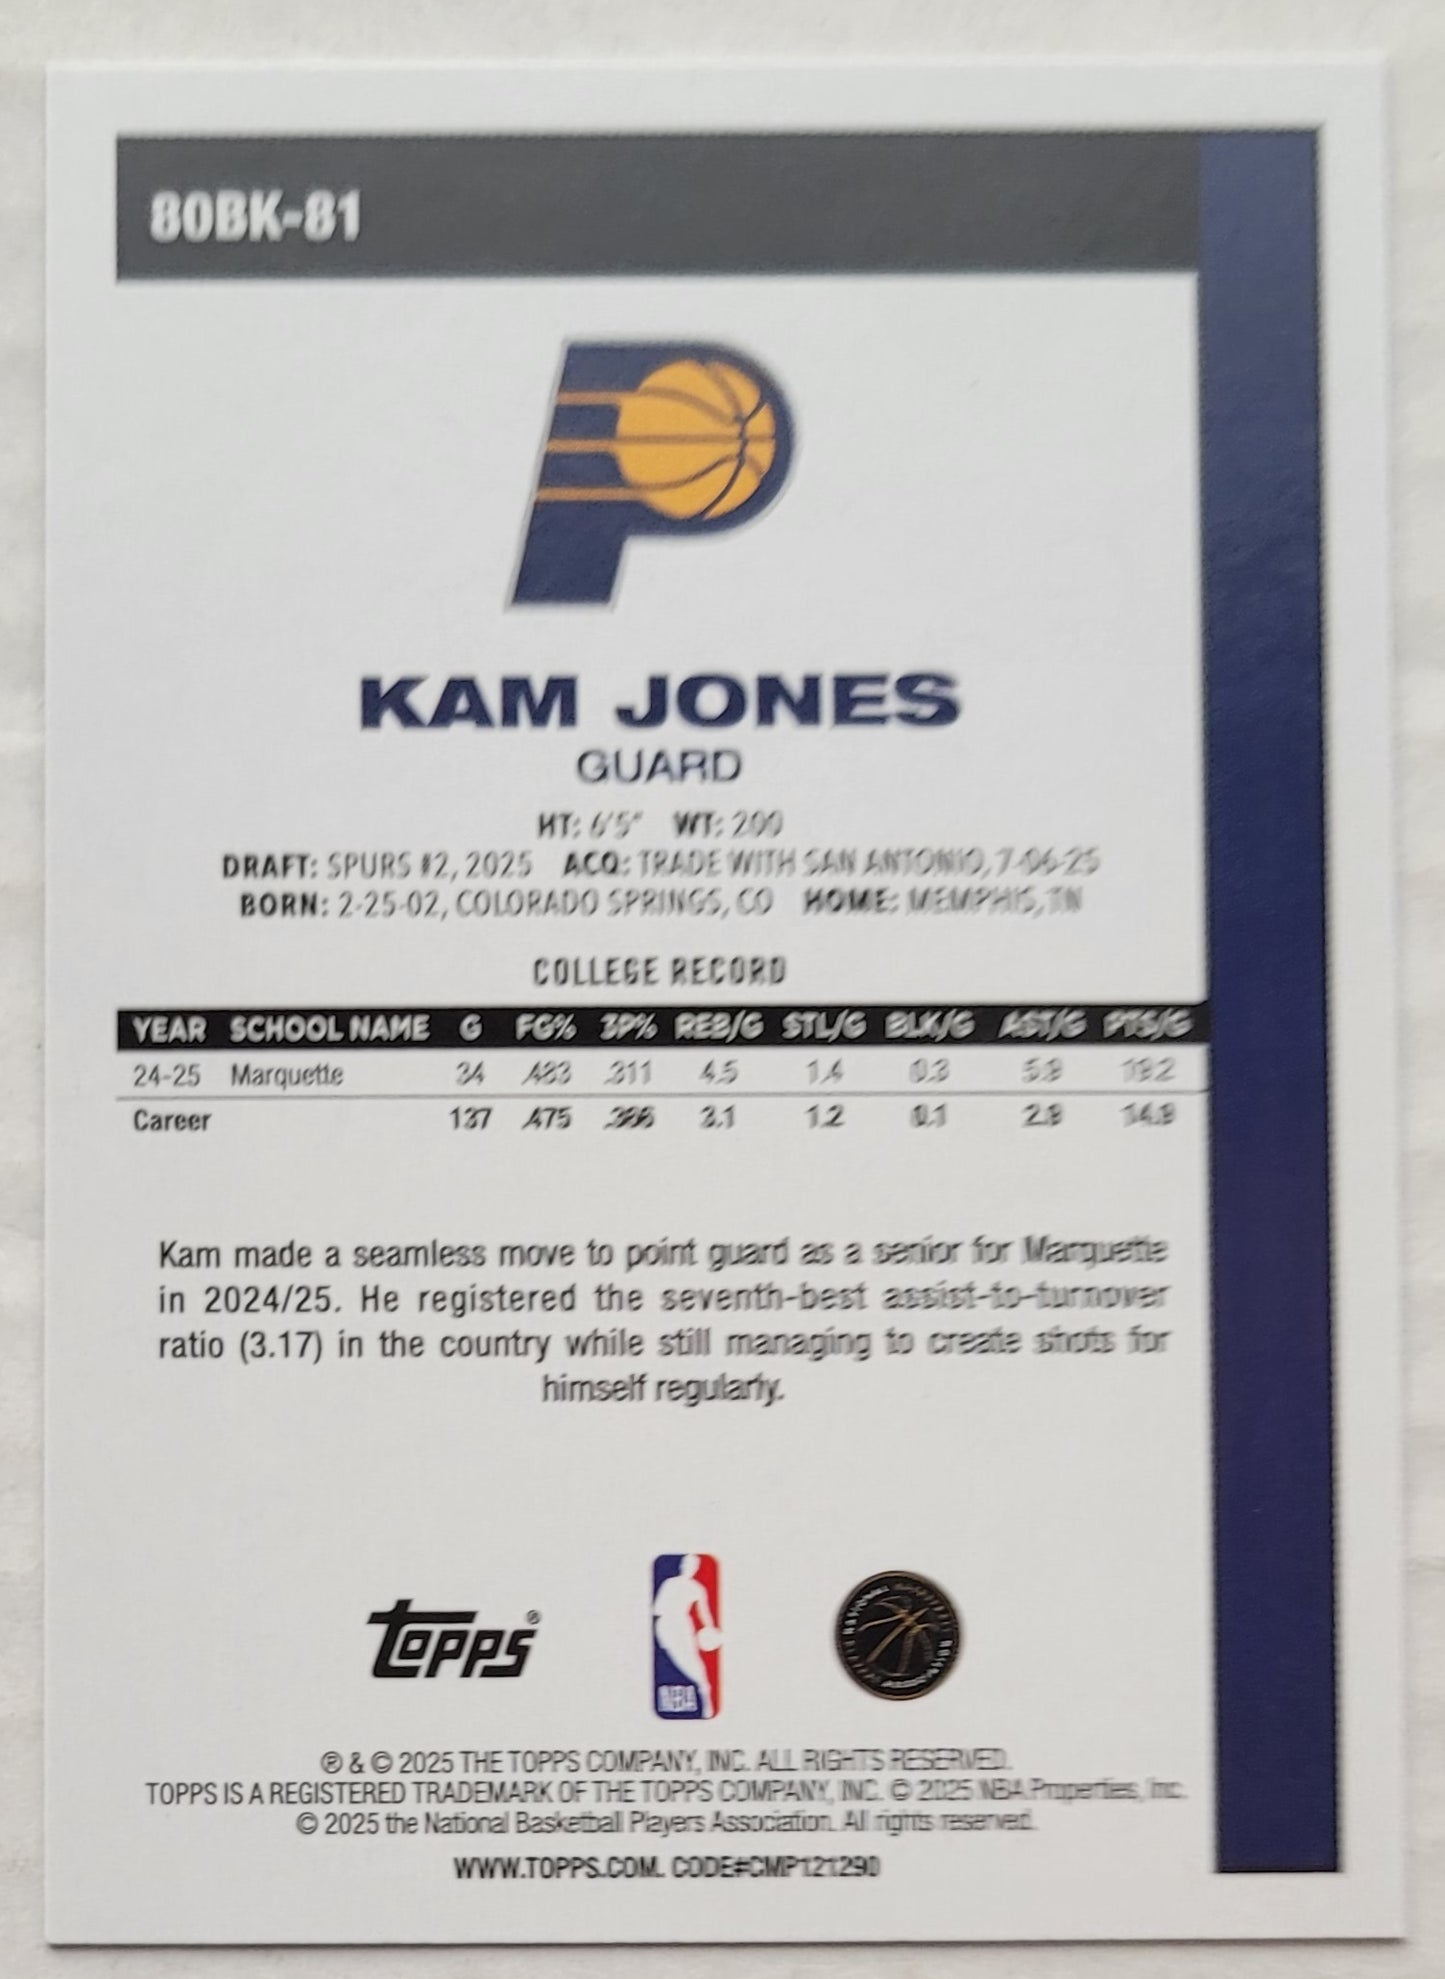 80BK-81
KAM JONES
GUARD
HT: 6'5" WT: 200
DRAFT: SPURS #2, 2025 ACQ: TRADE WITH SAN ANTONIO, 7-06-25
BORN: 2-25-02, COLORADO SPRINGS, CO HOME: MEMPHIS, TN
COLLEGE RECORD
YEAR SCHOOL NAME G FG% 3P% REB/G STL/G BLK/G AST/G PTS/G
24-25 Marquette 34 .483 .311 4.5 1.4 0.3 5.9 19.2
Career 137 .475 3.1 1.2 0.1 2.9 14.9
Kam made a seamless move to point guard as a senior for Marquette
in 2024/25. He registered the seventh-best assist-to-turnover
ratio (3.17) in the country while still managing to create shots for
himself regularly.
Topps®
NBA
℗ & © 2025 THE TOPPS COMPANY, INC. ALL RIGHTS RESERVED.
TOPPS IS A REGISTERED TRADEMARK OF THE TOPPS COMPANY, INC. © 2025 NBA Properties, Inc.
© 2025 the National Basketball Players Association. All rights reserved.
WWW.TOPPS.COM. CODE#CMP121290